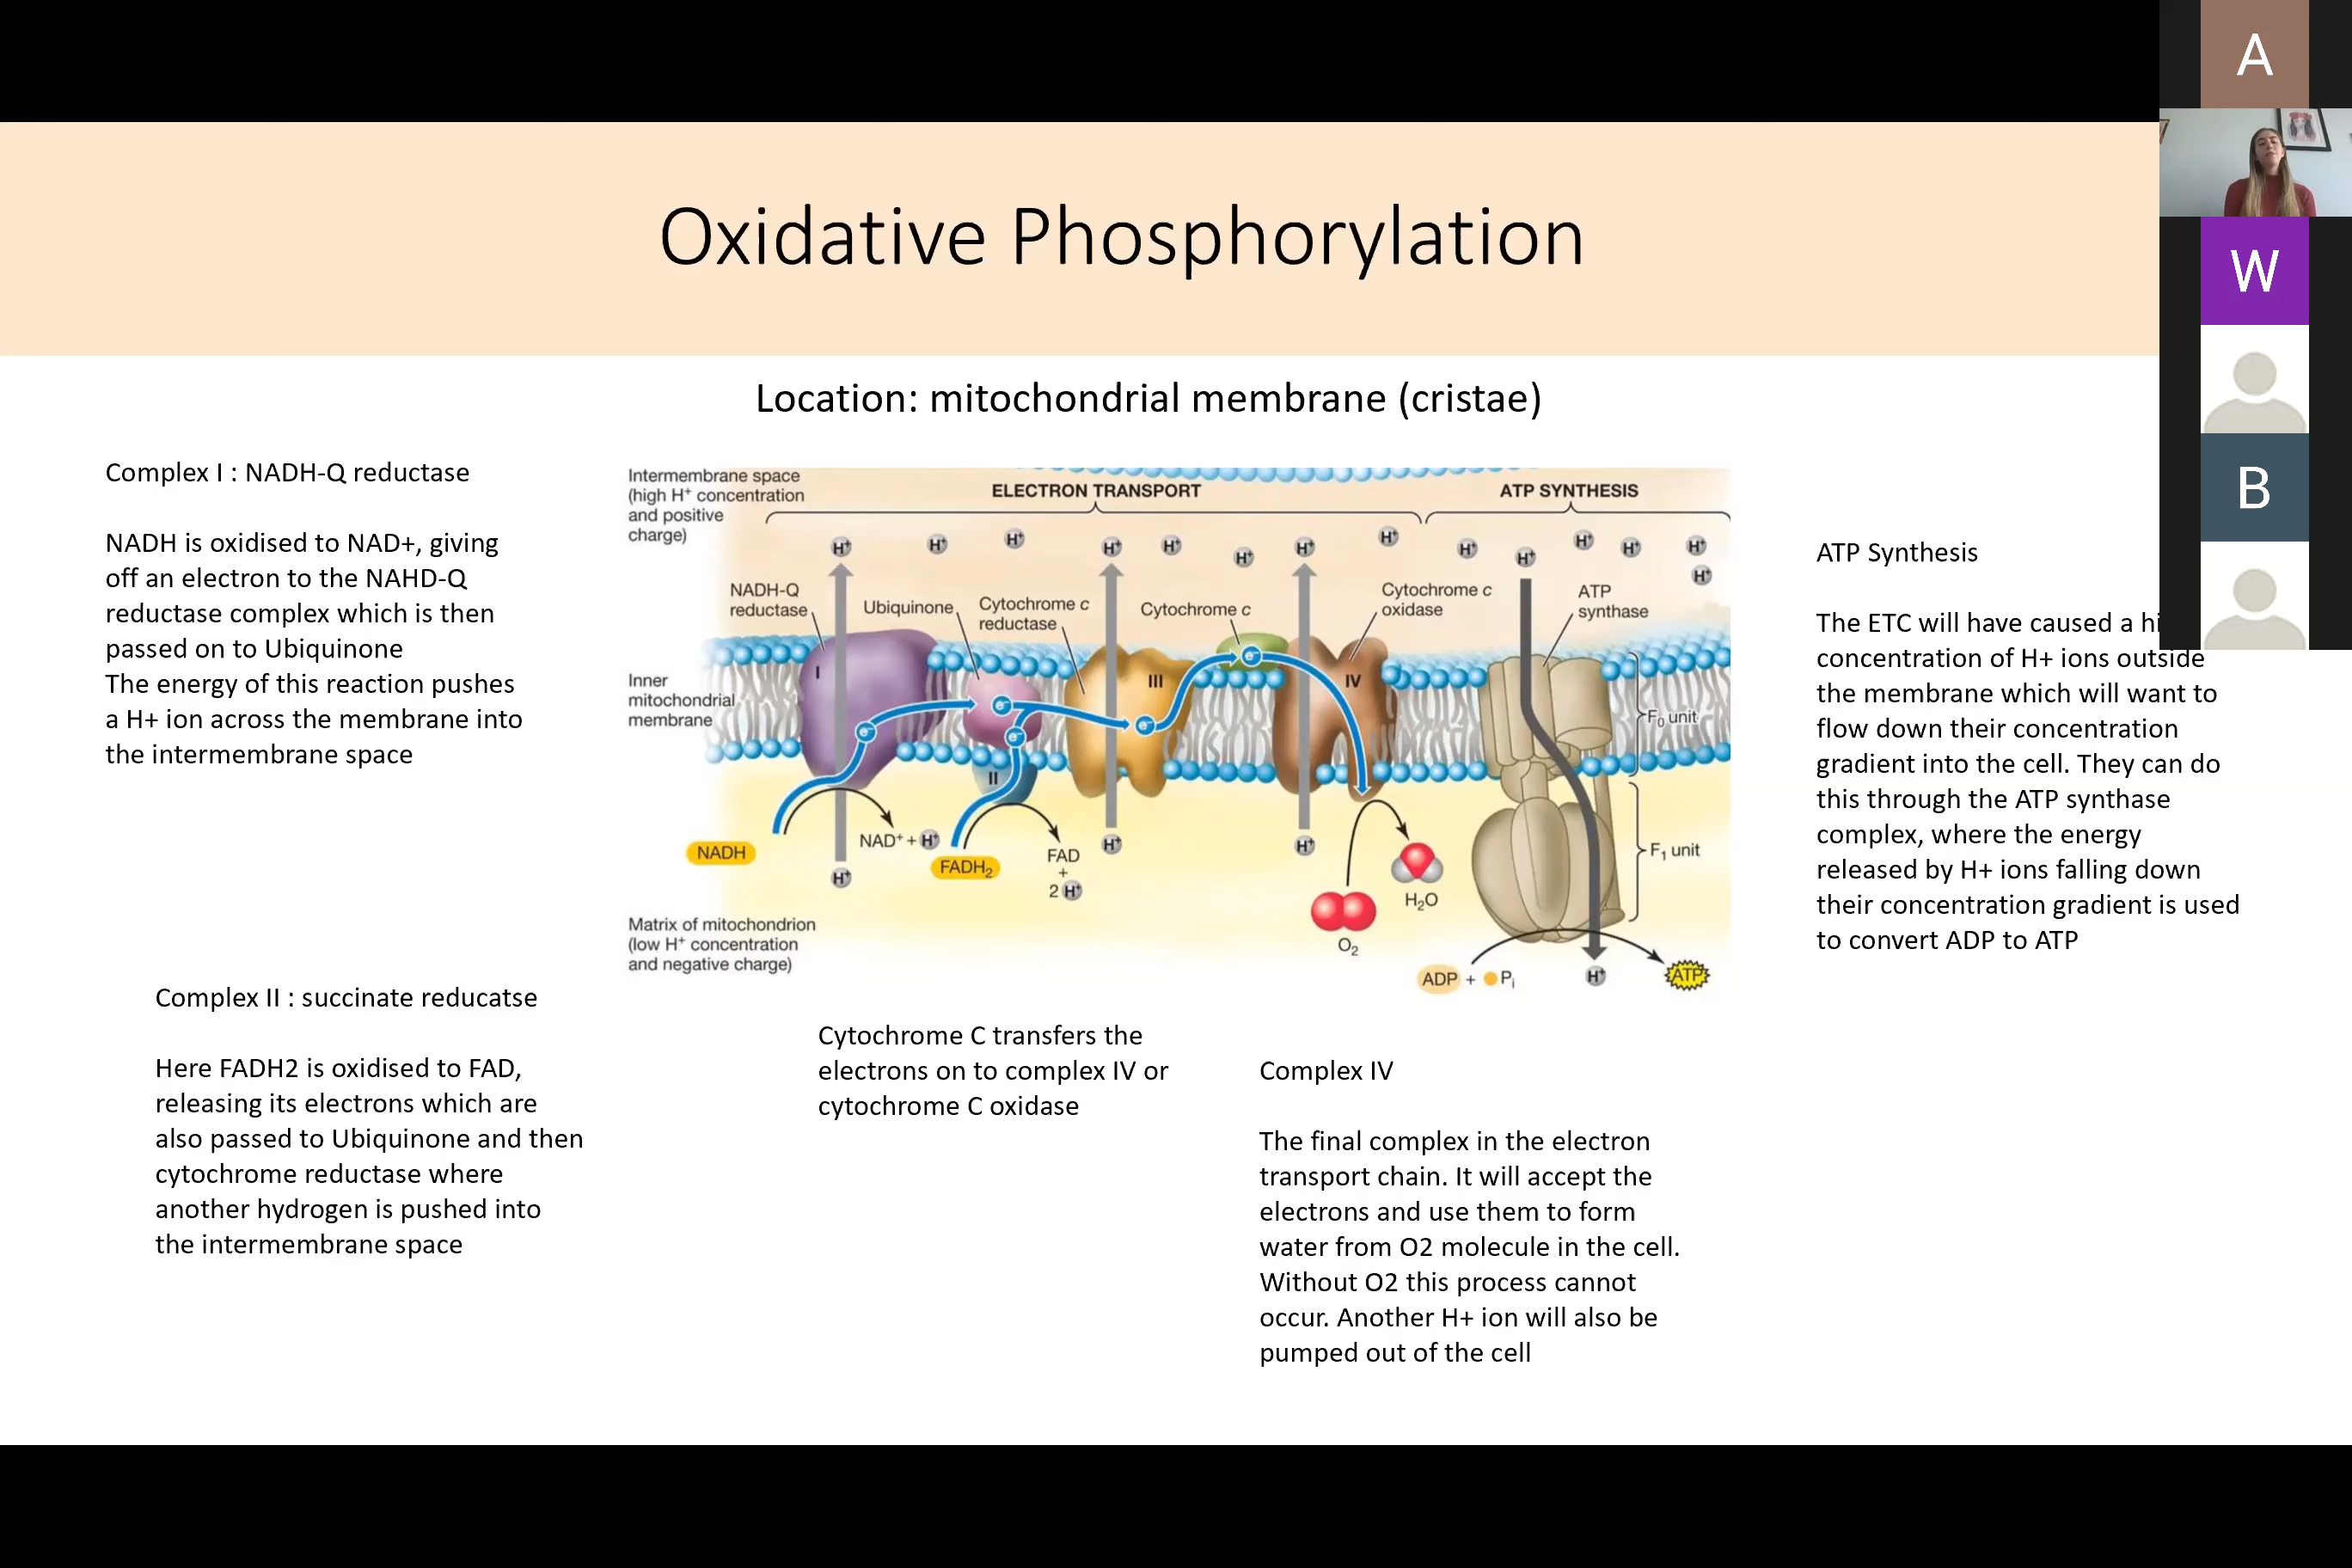 Oxidative Phosphorylation
Location: mitochondrial membrane (cristae)
Complex I : NADH-Q reductase
NADH is oxidised to NAD+, giving
off an electron to the NAHD-Q
reductase complex which is then
passed on to Ubiquinone
The energy of this reaction pushes
a H+ ion across the membrane into
the intermembrane space
Complex II : succinate reducatse
Here FADH2 is oxidised to FAD,
releasing its electrons which are
also passed to Ubiquinone and then
cytochrome reductase where
another hydrogen is pushed into
the intermembrane space
Intermembrane space
(high H⁺ concentration
and positive
charge)
ELECTRON TRANSPORT
ATP SYNTHESIS
H⁺
H⁺
H⁺
H⁺
H⁺
H⁺
H⁺
H⁺
H⁺
H⁺
H⁺
H⁺
H⁺
H⁺
NADH-Q
reductase
Ubiquinone
Cytochrome c
reductase
Cytochrome c
Cytochrome c
oxidase
ATP
synthase
Inner
mitochondrial
membrane
I
II
III
IV
e⁻
e⁻
e⁻
e⁻
e⁻
F₀ unit
F₁ unit
NADH
NAD⁺ + H⁺
H⁺
FADH₂
FAD
+
2 H⁺
H⁺
H⁺
O₂
H₂O
ADP + Pᵢ
H⁺
ATP
Matrix of mitochondrion
(low H⁺ concentration
and negative charge)
Cytochrome C transfers the
electrons on to complex IV or
cytochrome C oxidase
Complex IV
The final complex in the electron
transport chain. It will accept the
electrons and use them to form
water from O2 molecule in the cell.
Without O2 this process cannot
occur. Another H+ ion will also be
pumped out of the cell
ATP Synthesis
The ETC will have caused a
concentration of H+ ions outside
the membrane which will want to
flow down their concentration
gradient into the cell. They can do
this through the ATP synthase
complex, where the energy
released by H+ ions falling down
their concentration gradient is used
to convert ADP to ATP
A
W
B